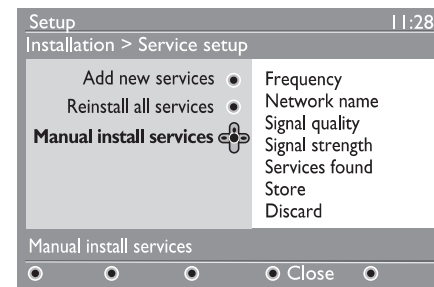 Setup 11:28
Installation > Service setup
Add new services
Reinstall all services
Manual install services
Frequency
Network name
Signal quality
Signal strength
Services found
Store
Discard
Manual install services
Close